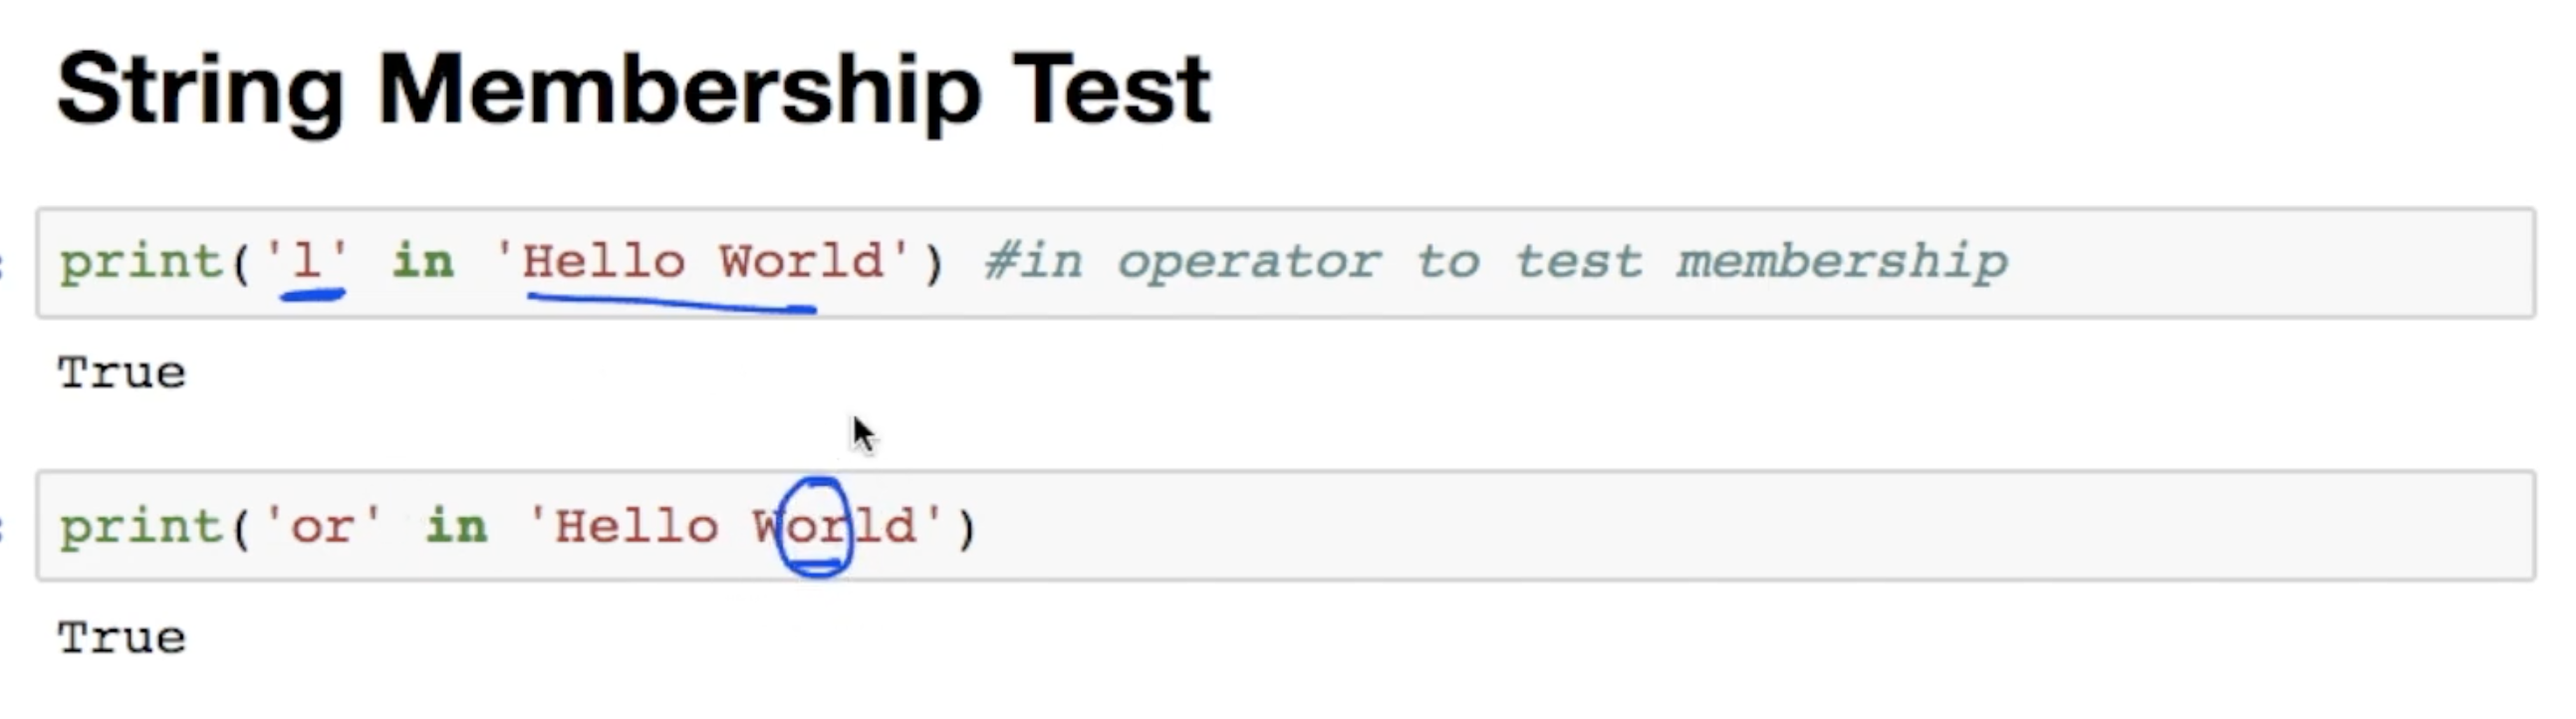 String Membership Test
print('l' in 'Hello World') #in operator to test membership
True
print('or' in 'Hello World')
True